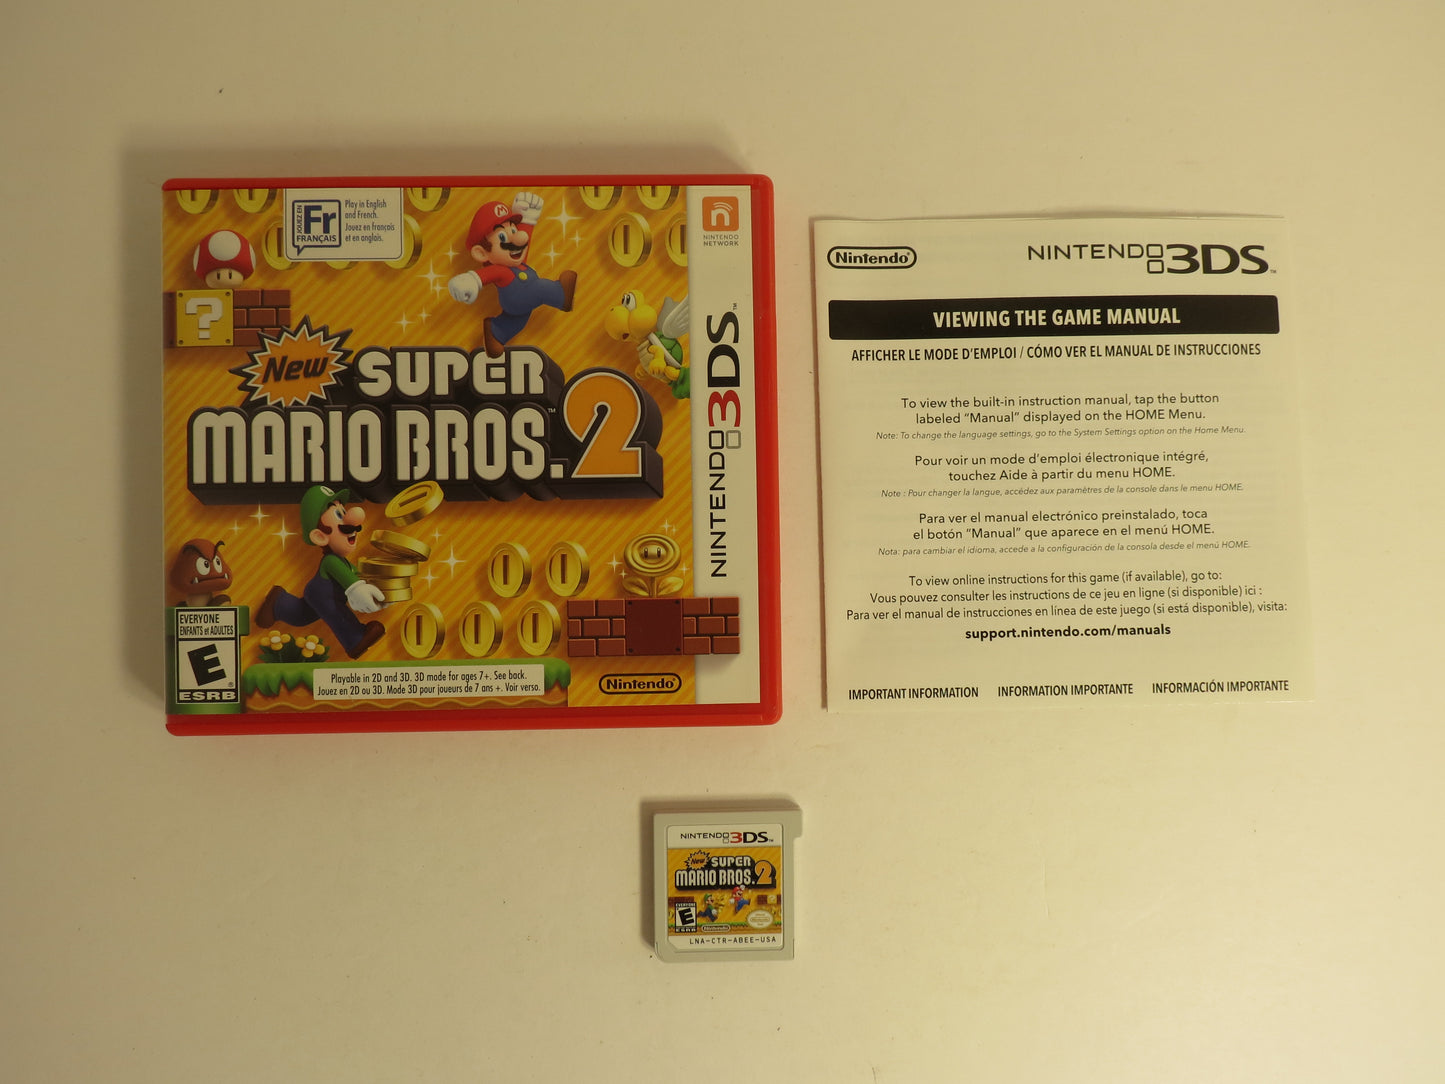 JOUEZ EN
Fr
FRANÇAIS
Play in English
and French.
Jouez en français
et en anglais.
NINTENDO
NETWORK
?
New
SUPER
MARIO BROS.™ 2
NINTENDO 3DS™
EVERYONE
ENFANTS et ADULTES
E
ESRB
Playable in 2D and 3D. 3D mode for ages 7+. See back.
Jouez en 2D ou 3D. Mode 3D pour joueurs de 7 ans +. Voir verso.
Nintendo®
Nintendo®
NINTENDO 3DS™
VIEWING THE GAME MANUAL
AFFICHER LE MODE D'EMPLOI / CÓMO VER EL MANUAL DE INSTRUCCIONES
To view the built-in instruction manual, tap the button
labeled “Manual” displayed on the HOME Menu.
Note: To change the language settings, go to the System Settings option on the Home Menu.
Pour voir un mode d'emploi électronique intégré,
touchez Aide à partir du menu HOME.
Note : Pour changer la langue, accédez aux paramètres de la console dans le menu HOME.
Para ver el manual electrónico preinstalado, toca
el botón “Manual” que aparece en el menú HOME.
Nota: para cambiar el idioma, accede a la configuración de la consola desde el menú HOME.
To view online instructions for this game (if available), go to:
Vous pouvez consulter les instructions de ce jeu en ligne (si disponible) ici :
Para ver el manual de instrucciones en línea de este juego (si está disponible), visita:
support.nintendo.com/manuals
IMPORTANT INFORMATION INFORMATION IMPORTANTE INFORMACIÓN IMPORTANTE
NINTENDO 3DS™
New
SUPER
MARIO BROS. 2
EVERYONE
E
ESRB
Nintendo
LNA-CTR-ABEE-USA